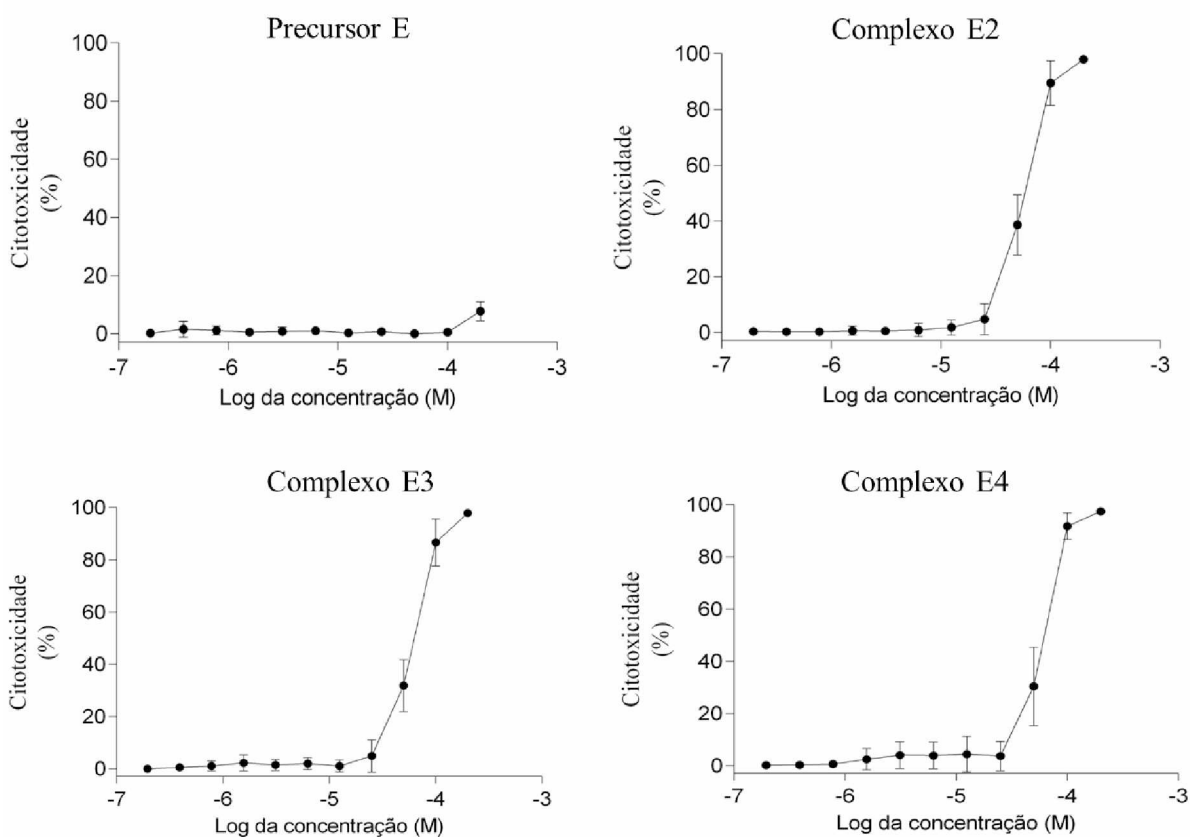 Precursor E
100
80
60
40
20
0
Citotoxicidade
(%)
-7 -6 -5 -4 -3
Log da concentração (M)
Complexo E2
100
80
60
40
20
0
Citotoxicidade
(%)
-7 -6 -5 -4 -3
Log da concentração (M)
Complexo E3
100
80
60
40
20
0
Citotoxicidade
(%)
-7 -6 -5 -4 -3
Log da concentração (M)
Complexo E4
100
80
60
40
20
0
Citotoxicidade
(%)
-7 -6 -5 -4 -3
Log da concentração (M)